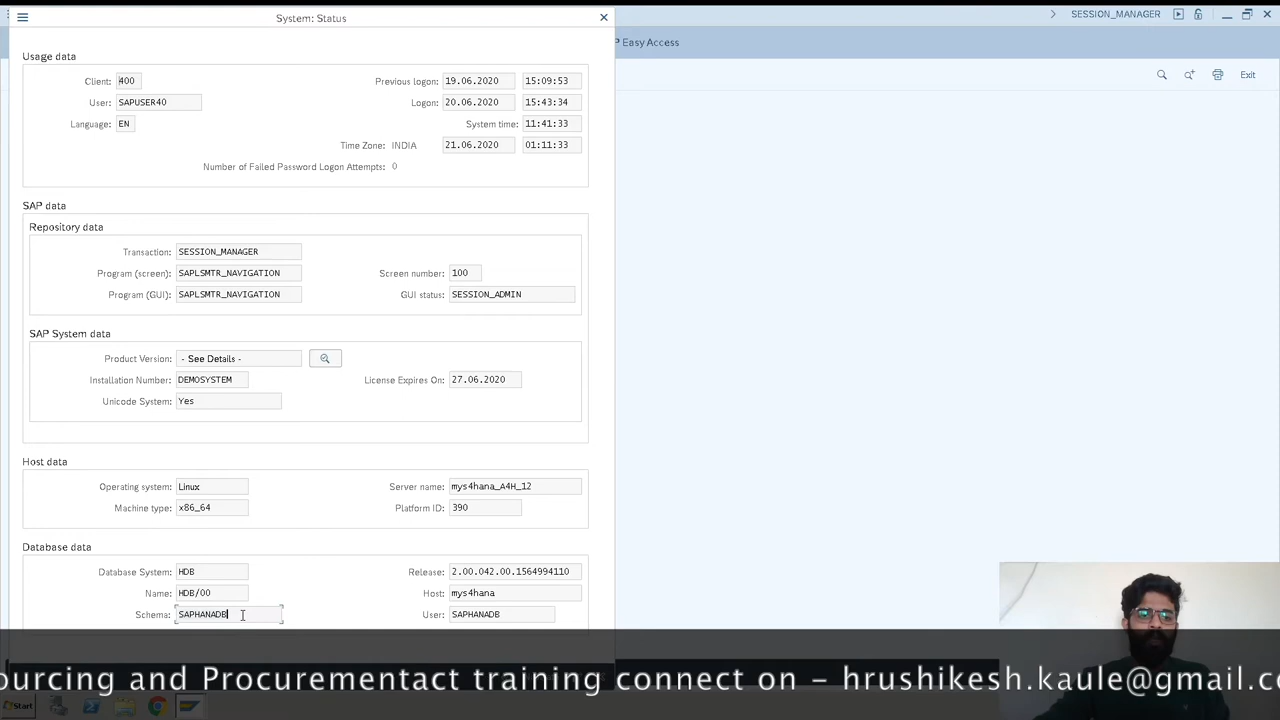 System: Status
SESSION_MANAGER
P Easy Access
Exit
Usage data
Client: 400
Previous logon: 19.06.2020 15:09:53
User: SAPUSER40
Logon: 20.06.2020 15:43:34
Language: EN
System time: 11:41:33
Time Zone: INDIA 21.06.2020 01:11:33
Number of Failed Password Logon Attempts: 0
SAP data
Repository data
Transaction: SESSION_MANAGER
Program (screen): SAPLSMTR_NAVIGATION
Screen number: 100
Program (GUI): SAPLSMTR_NAVIGATION
GUI status: SESSION_ADMIN
SAP System data
Product Version: - See Details -
Installation Number: DEMOSYSTEM
License Expires On: 27.06.2020
Unicode System: Yes
Host data
Operating system: Linux
Server name: mys4hana_A4H_12
Machine type: x86_64
Platform ID: 390
Database data
Database System: HDB
Release: 2.00.042.00.1564994110
Name: HDB/00
Host: mys4hana
Schema: SAPHANADB
User: SAPHANADB
ourcing and Procurementact training connect on – hrushikesh.kaule@gmail.c
Start